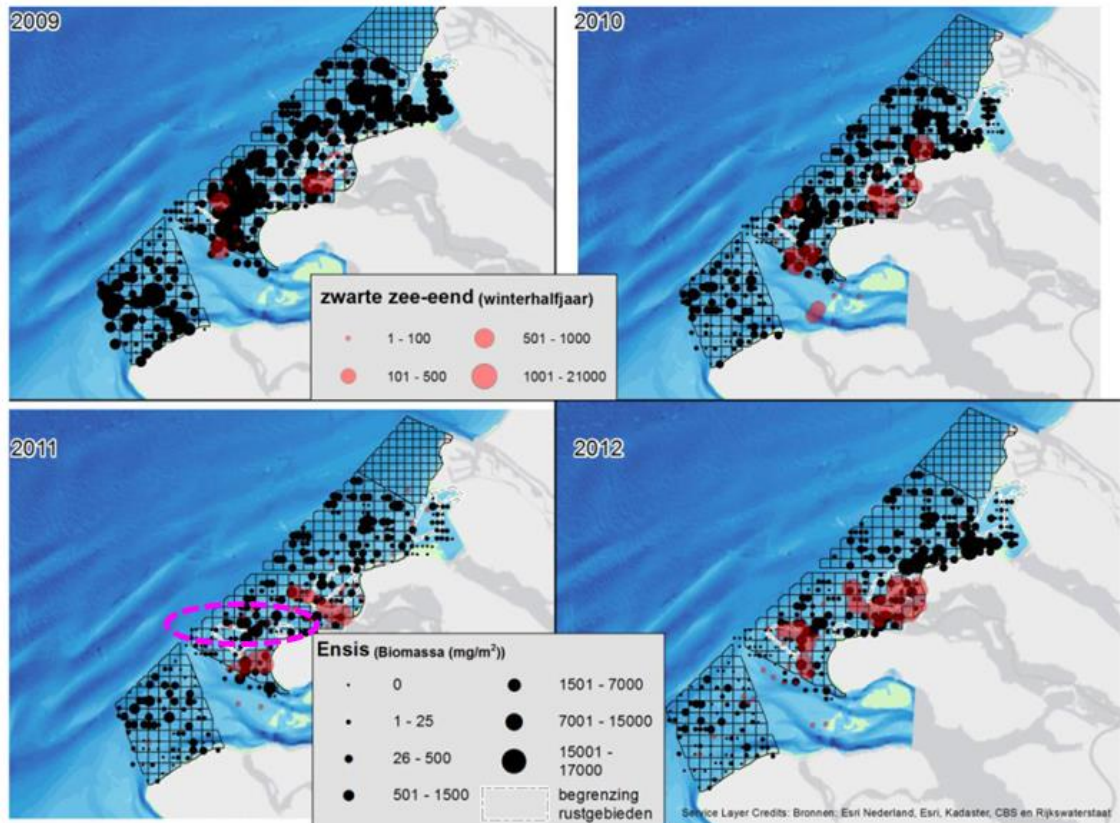 2009
2010
zwarte zee-eend (winterhalfjaar)
1 - 100
501 - 1000
101 - 500
1001 - 21000
2011
2012
Ensis (Biomassa (mg/m²))
0
1501 - 7000
1 - 25
7001 - 15000
26 - 500
15001 -
17000
501 - 1500
begrenzing
rustgebieden
Service Layer Credits: Bronnen: Esri Nederland, Esri, Kadaster, CBS en Rijkswaterstaat